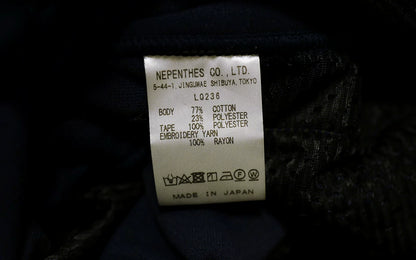 NEPENTHES CO.,LTD.
5-44-1,JINGUMAE SHIBUYA,TOKYO
LQ236
BODY 77% COTTON
23% POLYESTER
TAPE 100% POLYESTER
EMBROIDERY YARN
100% RAYON
MADE IN JAPAN